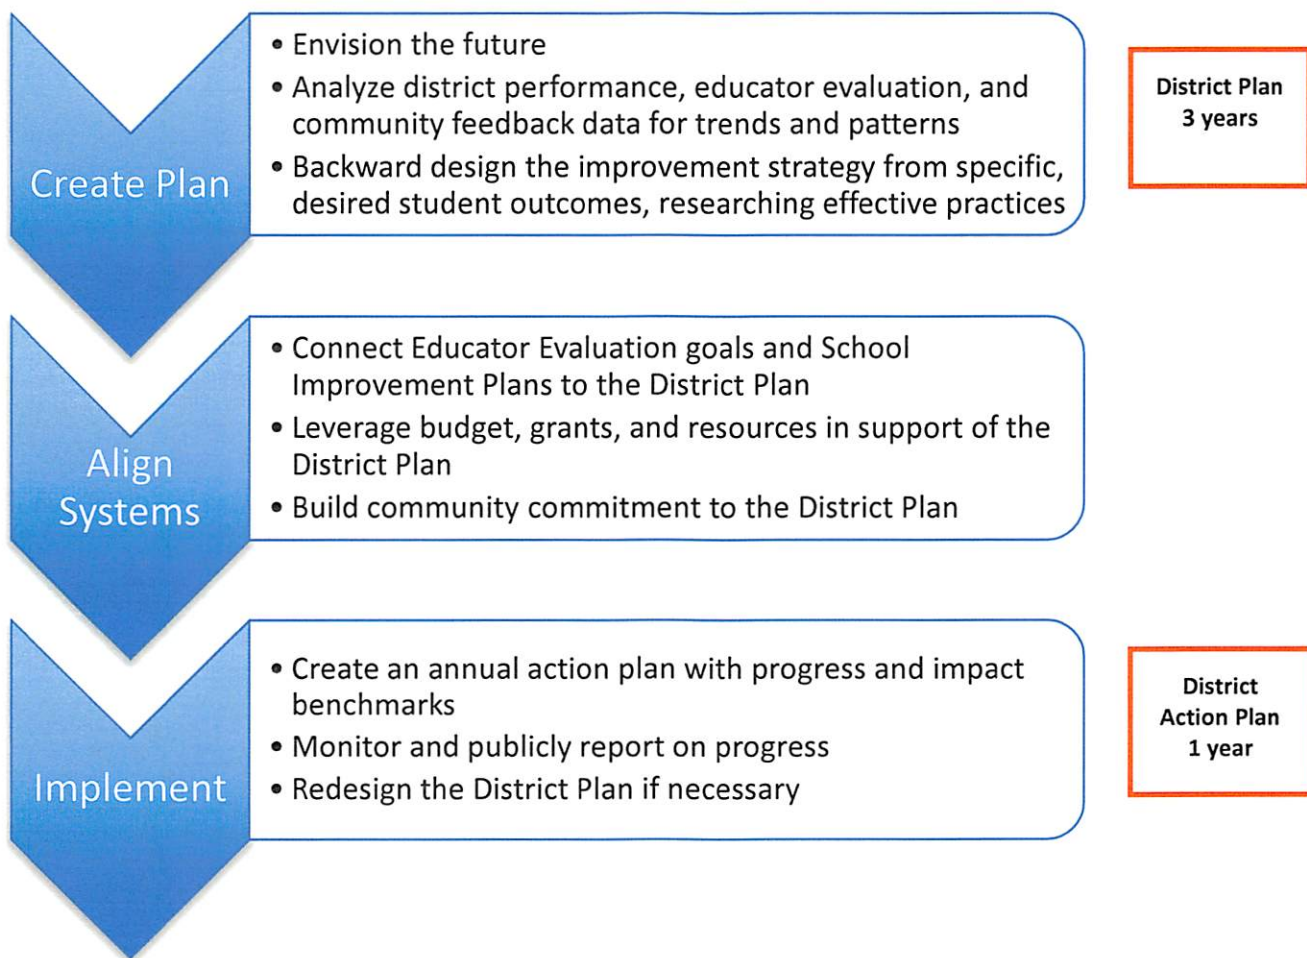 Create Plan
• Envision the future
• Analyze district performance, educator evaluation, and
community feedback data for trends and patterns
• Backward design the improvement strategy from specific,
desired student outcomes, researching effective practices
District Plan
3 years
Align
Systems
• Connect Educator Evaluation goals and School
Improvement Plans to the District Plan
• Leverage budget, grants, and resources in support of the
District Plan
• Build community commitment to the District Plan
Implement
• Create an annual action plan with progress and impact
benchmarks
• Monitor and publicly report on progress
• Redesign the District Plan if necessary
District
Action Plan
1 year